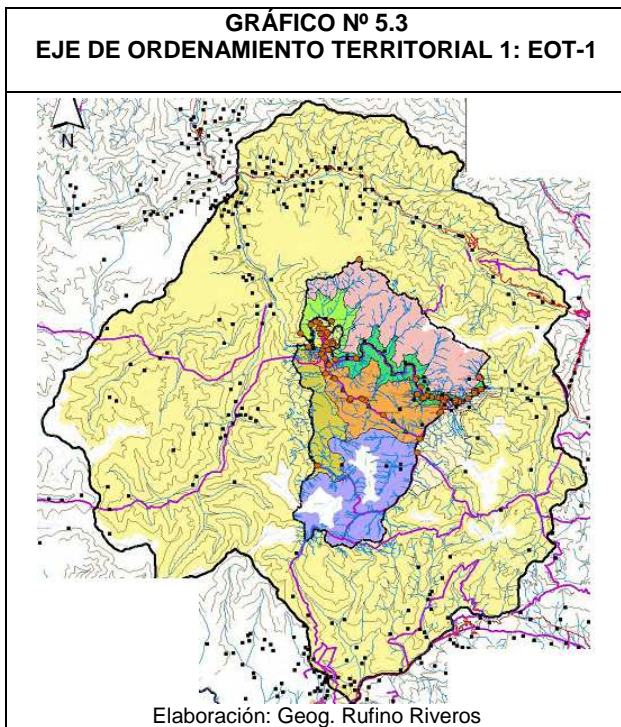 GRÁFICO Nº 5.3
EJE DE ORDENAMIENTO TERRITORIAL 1: EOT-1
N
Elaboración: Geog. Rufino Riveros